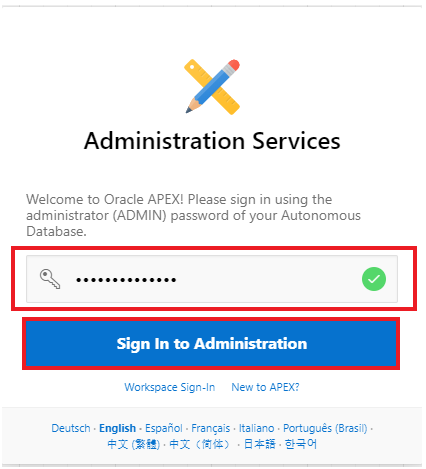 Administration Services
Welcome to Oracle APEX! Please sign in using the
administrator (ADMIN) password of your Autonomous
Database.
••••••••••••••
Sign In to Administration
Workspace Sign-In New to APEX?
Deutsch · English · Español · Français · Italiano · Português (Brasil) ·
中文 (繁體) · 中文（简体） · 日本語 · 한국어